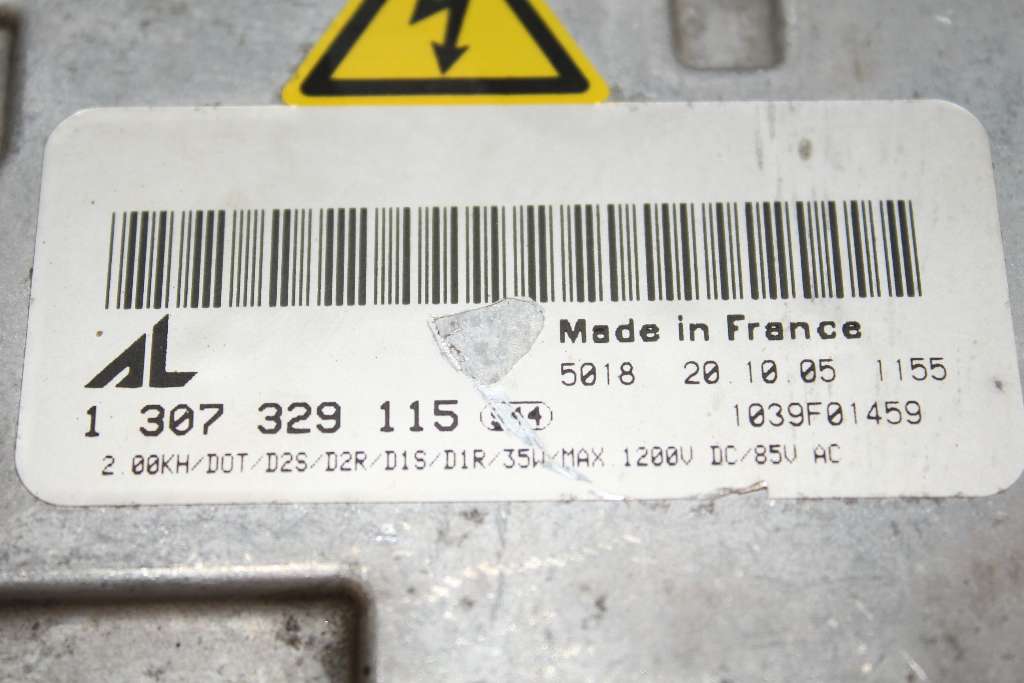 AL
Made in France
5018 20.10.05 1155
1 307 329 115
1039F01459
2.00KH/DOT/D2S/D2R/D1S/D1R/35W/MAX 1200V DC/85V AC